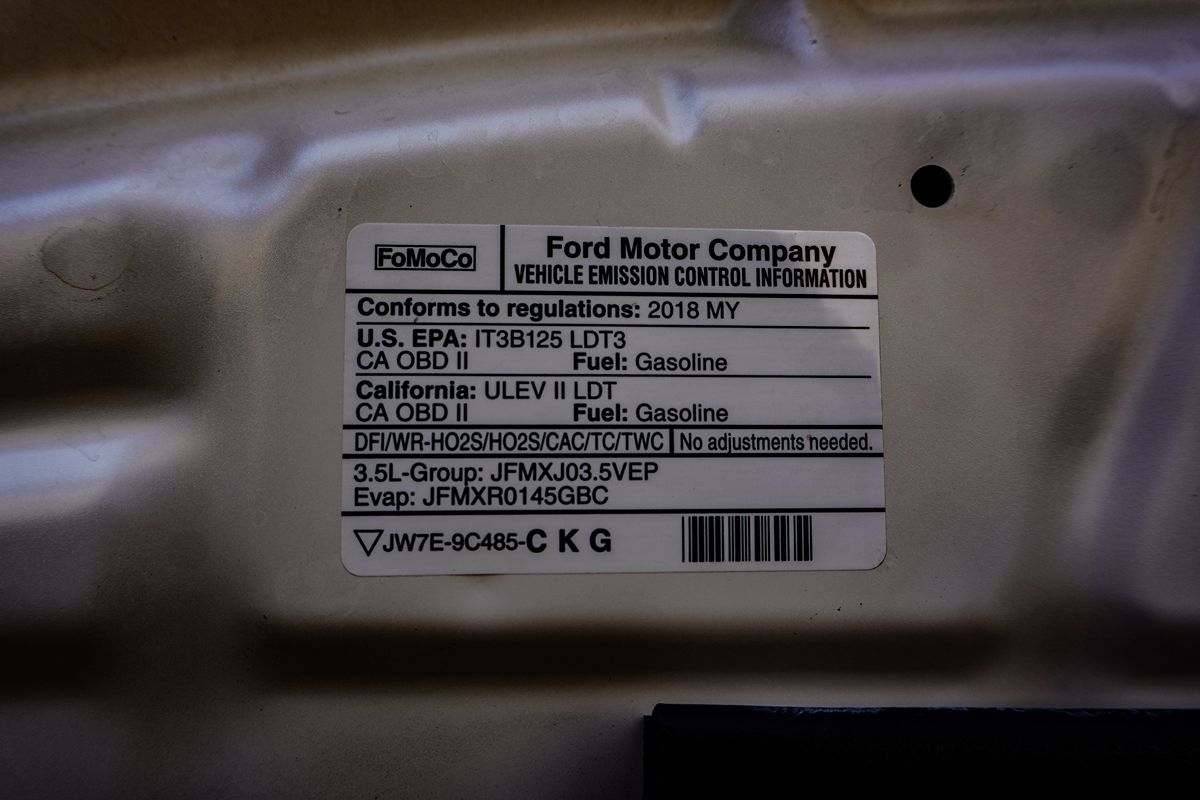 FoMoCo
Ford Motor Company
VEHICLE EMISSION CONTROL INFORMATION
Conforms to regulations: 2018 MY
U.S. EPA: IT3B125 LDT3
CA OBD II Fuel: Gasoline
California: ULEV II LDT
CA OBD II Fuel: Gasoline
DFI/WR-HO2S/HO2S/CAC/TC/TWC No adjustments needed.
3.5L-Group: JFMXJ03.5VEP
Evap: JFMXR0145GBC
JW7E-9C485-C K G